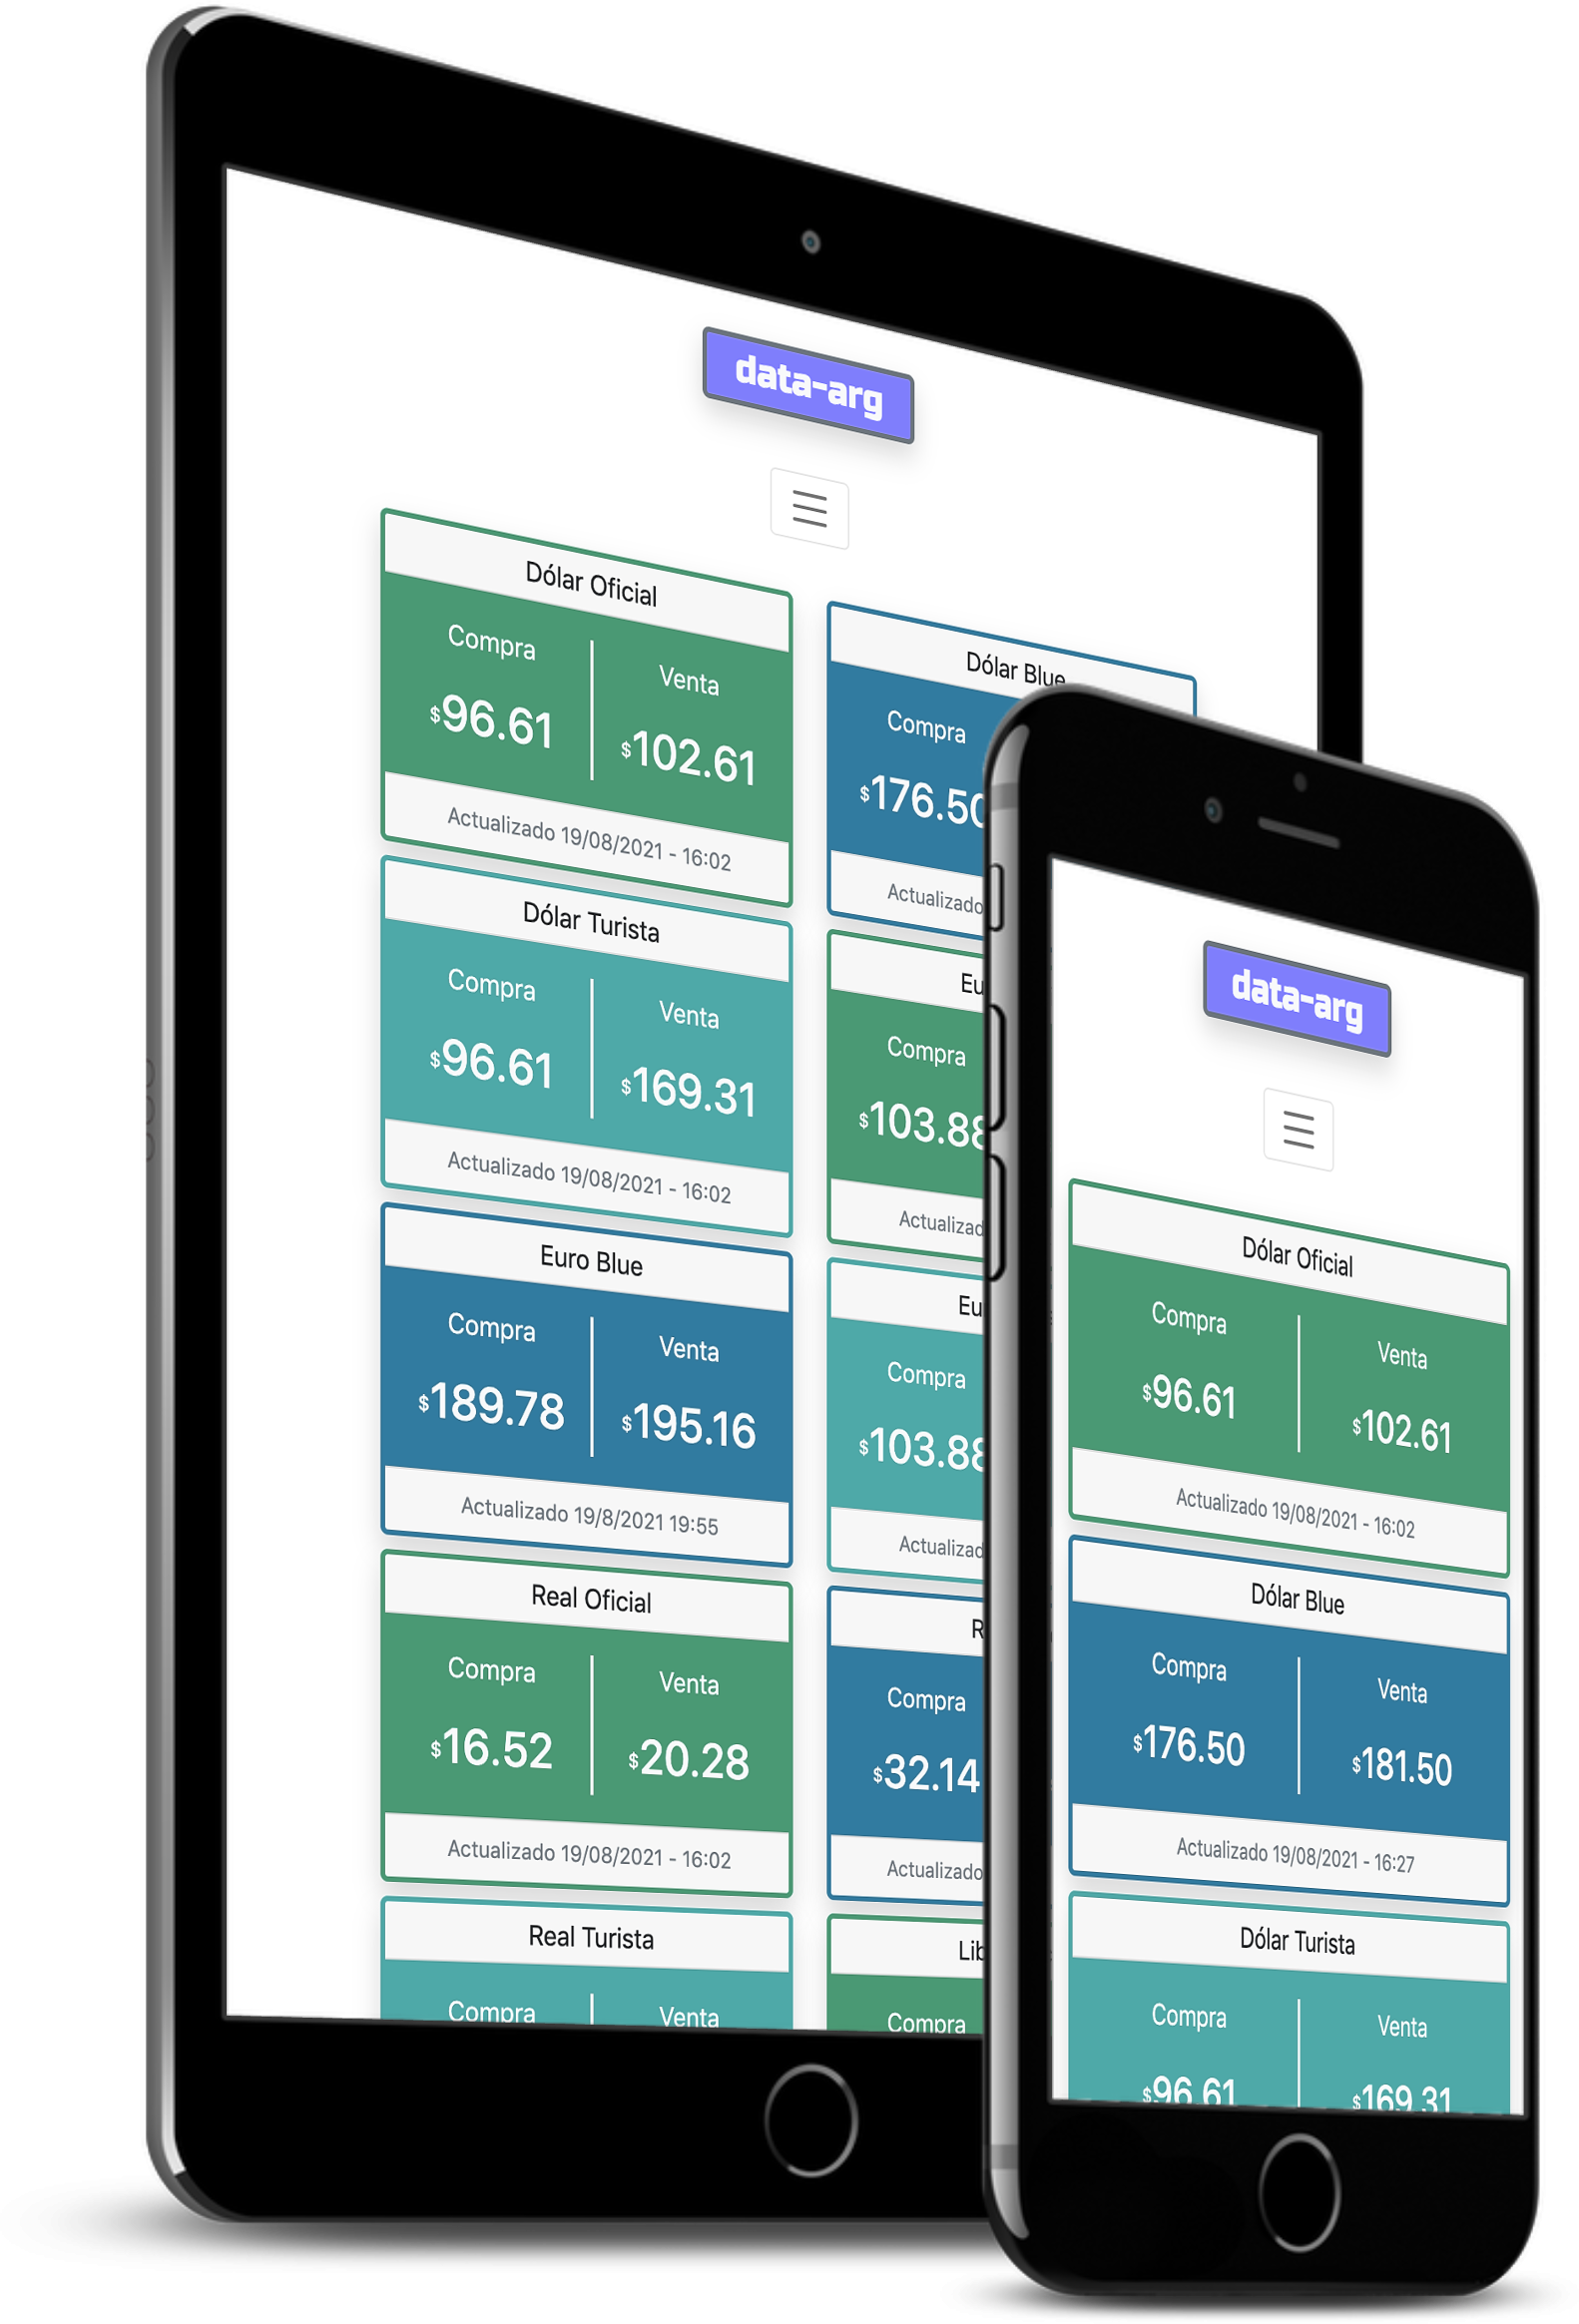 data-arg
Dólar Oficial
Compra
Venta
$96.61
$102.61
Actualizado 19/08/2021 - 16:02
Dólar Turista
Compra
Venta
$96.61
$169.31
Actualizado 19/08/2021 - 16:02
Euro Blue
Compra
Venta
$189.78
$195.16
Actualizado 19/8/2021 19:55
Real Oficial
Compra
Venta
$16.52
$20.28
Actualizado 19/08/2021 - 16:02
Real Turista
Compra
Venta
Dólar Blue
Compra
$176.50
Actualizado
Compra
$103.88
Compra
$103.88
Compra
$32.14
Actualizado
Compra
data-arg
Dólar Oficial
Compra
Venta
$96.61
$102.61
Actualizado 19/08/2021 - 16:02
Dólar Blue
Compra
Venta
$176.50
$181.50
Actualizado 19/08/2021 - 16:27
Dólar Turista
Compra
Venta
$96.61
$169.31